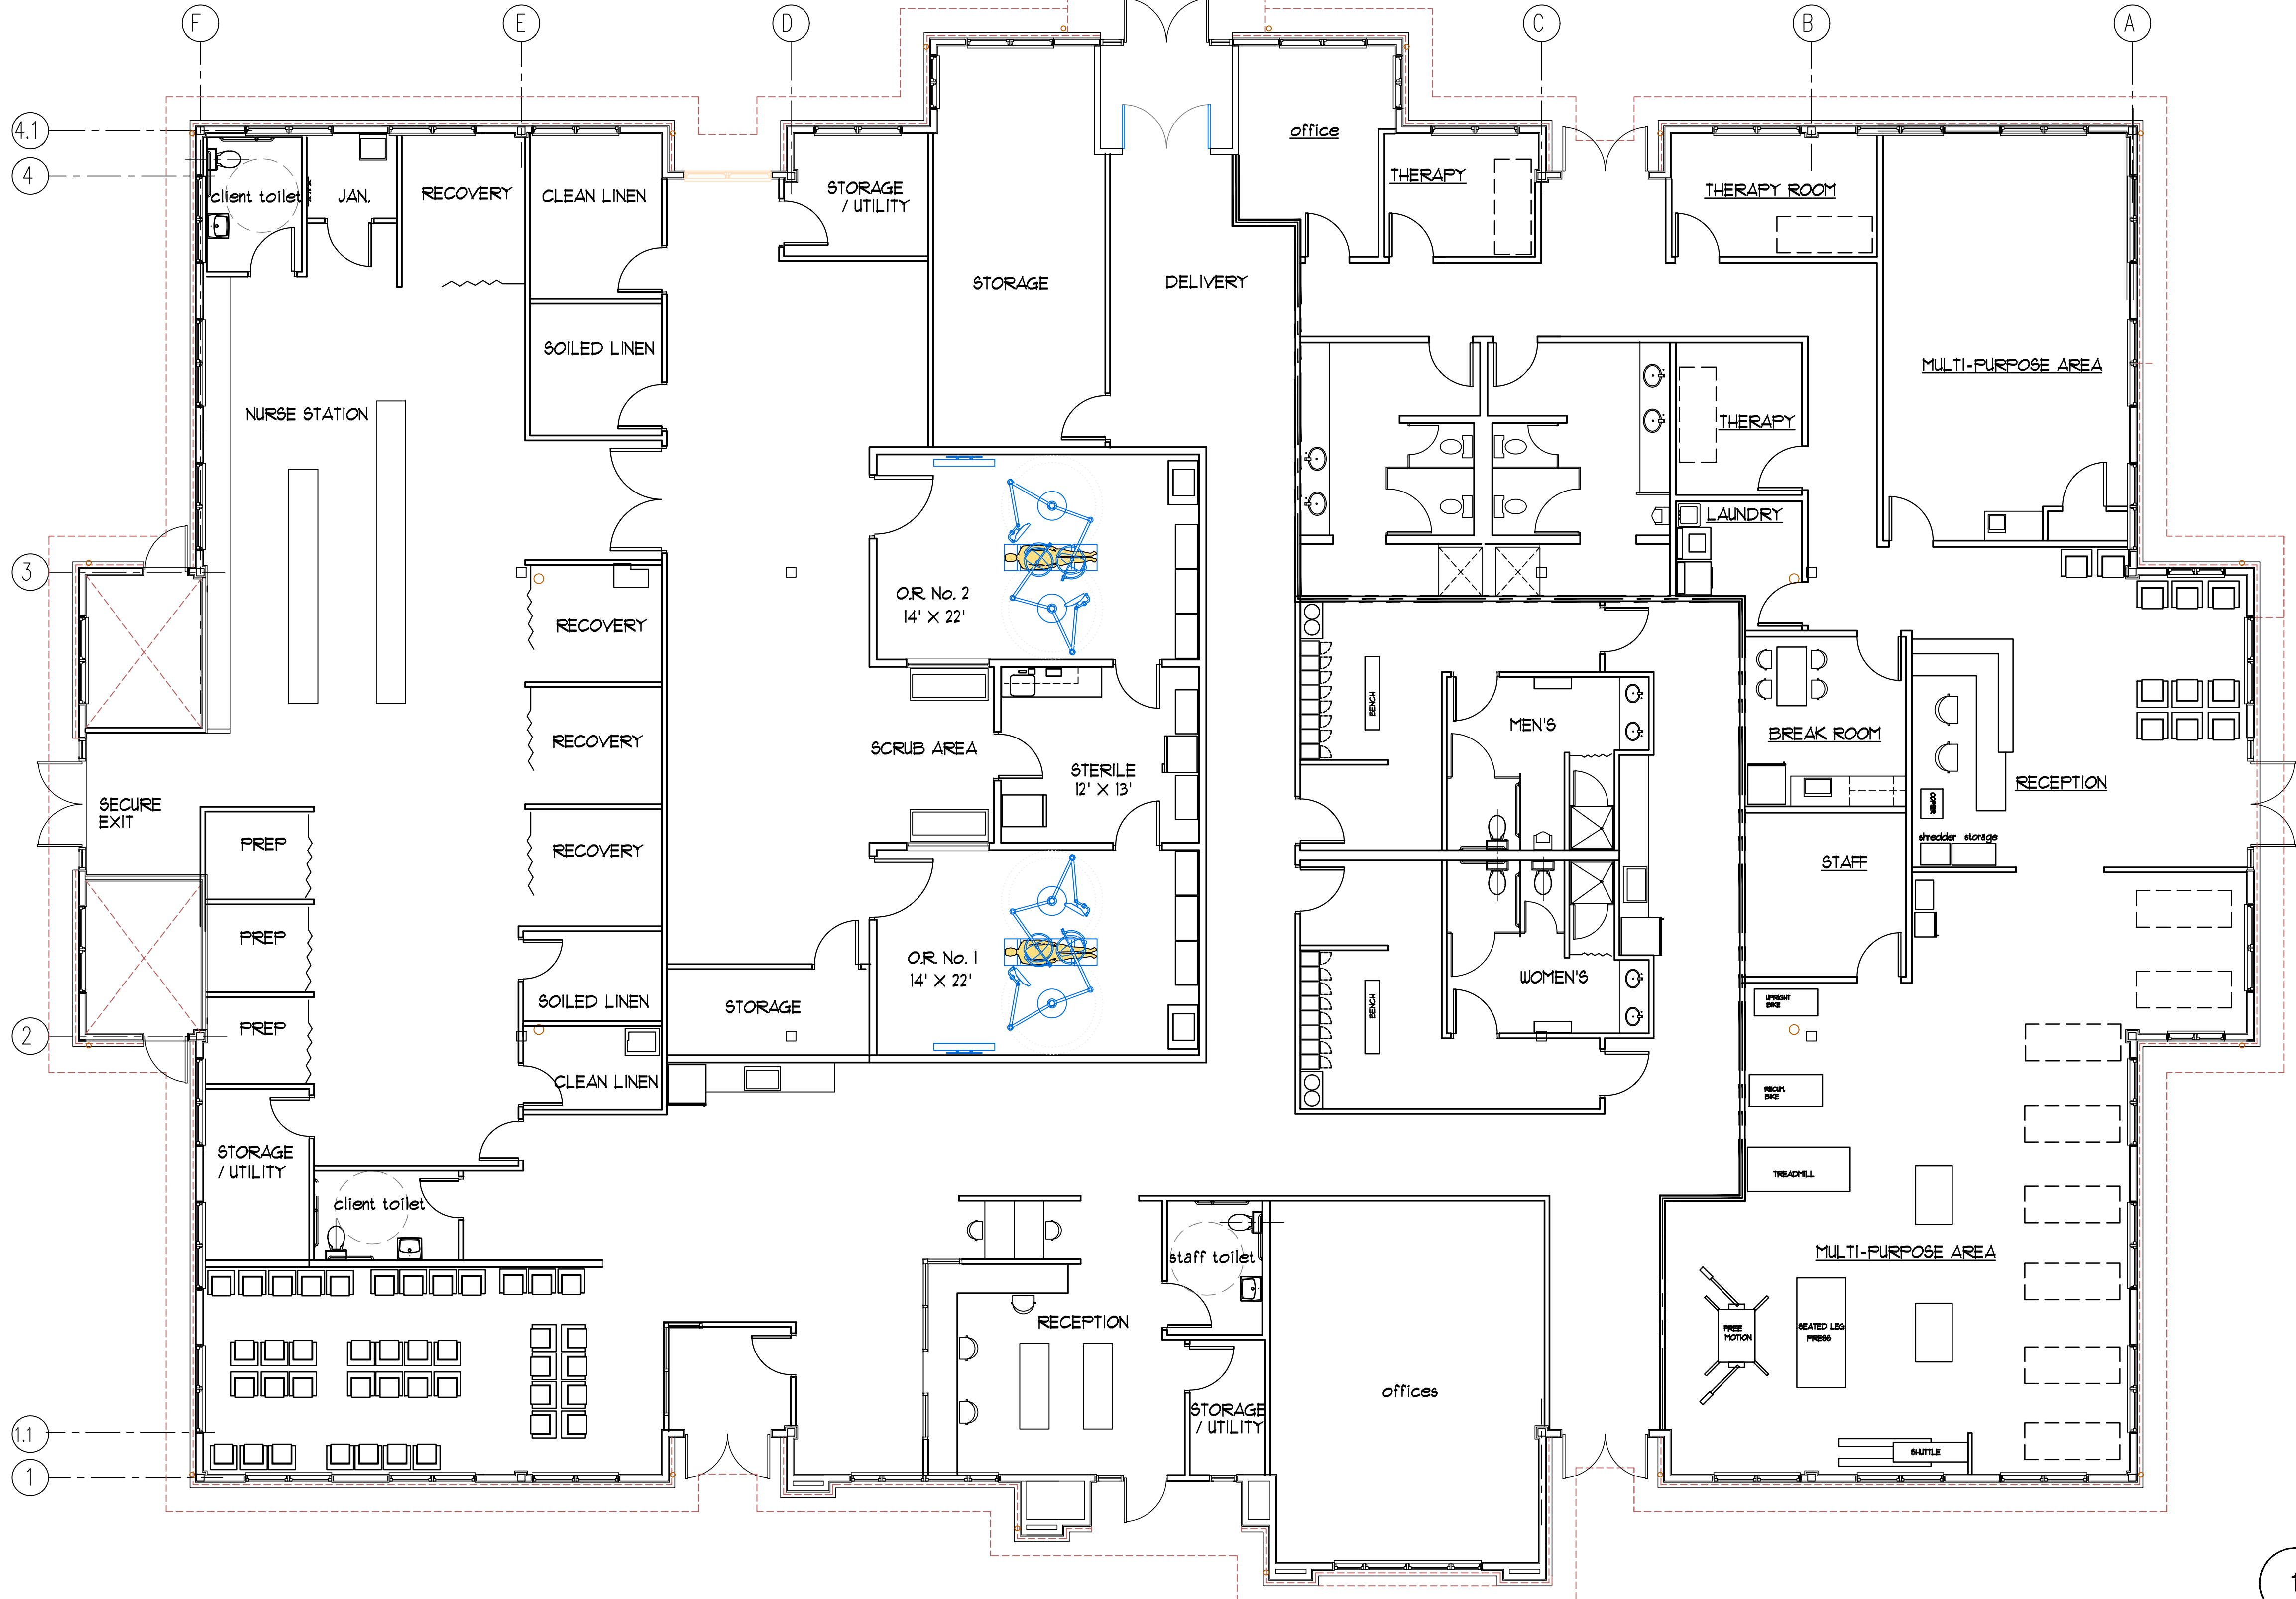 F
E
D
C
B
A
4.1
4
3
2
1.1
1
client toilet
JAN.
RECOVERY
CLEAN LINEN
STORAGE
/ UTILITY
STORAGE
DELIVERY
office
THERAPY
THERAPY ROOM
MULTI-PURPOSE AREA
SOILED LINEN
NURSE STATION
THERAPY
LAUNDRY
O.R. No. 2
14' X 22'
RECOVERY
RECOVERY
RECOVERY
SCRUB AREA
STERILE
12' X 13'
BENCH
MEN'S
BREAK ROOM
RECEPTION
COPIER
shredder storage
STAFF
SECURE
EXIT
PREP
PREP
PREP
O.R. No. 1
14' X 22'
SOILED LINEN
CLEAN LINEN
STORAGE
BENCH
WOMEN'S
UPRIGHT
BIKE
RECUM.
BIKE
TREADMILL
MULTI-PURPOSE AREA
FREE
MOTION
SEATED LEG
PRESS
SHUTTLE
STORAGE
/ UTILITY
client toilet
staff toilet
RECEPTION
STORAGE
/ UTILITY
offices